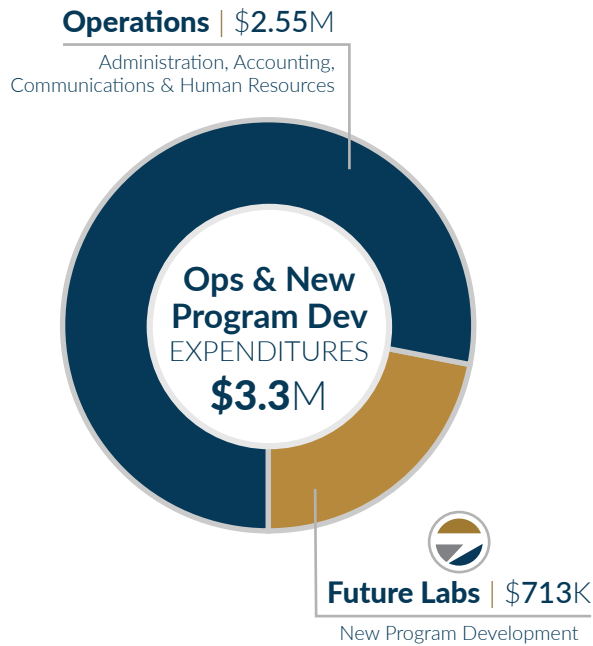 Operations | $2.55M
Administration, Accounting,
Communications & Human Resources
Ops & New
Program Dev
EXPENDITURES
$3.3M
Future Labs | $713K
New Program Development